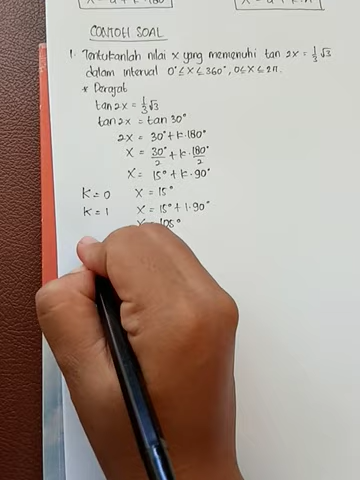 CONTOH SOAL
1. Tentukanlah nilai x yang memenuhi tan 2x = 1/3 √3
dalam interval 0° ≤ x ≤ 360°, 0 ≤ x ≤ 2π.
* Derajat
tan 2x = 1/3 √3
tan 2x = tan 30°
2x = 30° + k.180°
x = 30°/2 + k.180°/2
x = 15° + k.90°
K = 0 x = 15°
K = 1 x = 15° + 1.90°
x = 105°